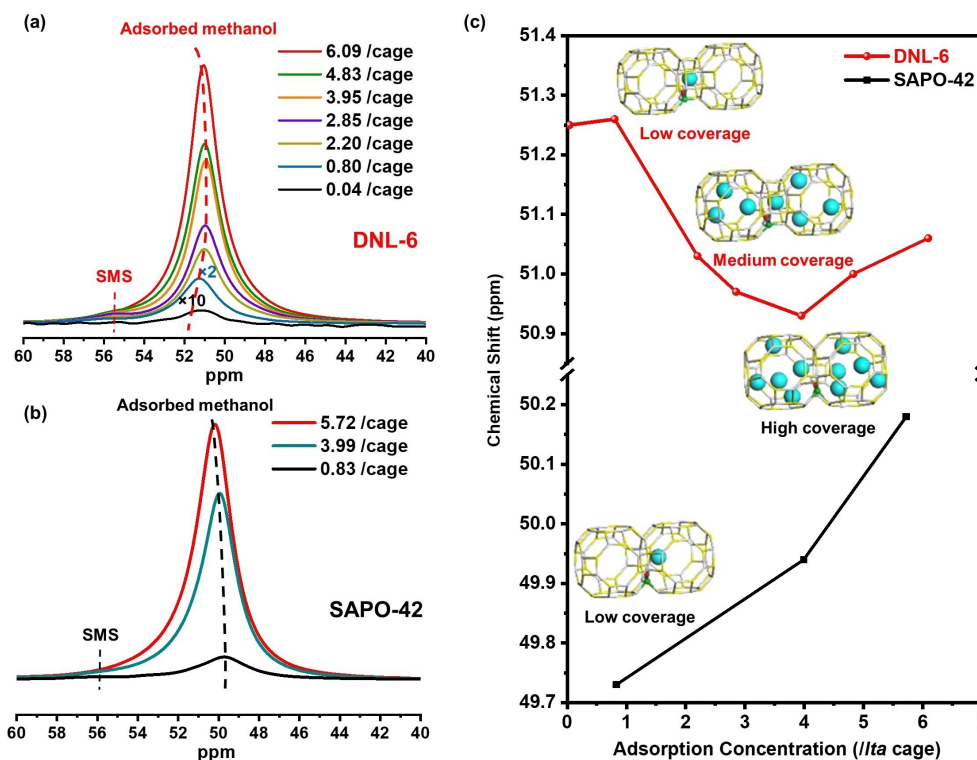 (a)
Adsorbed methanol
6.09 /cage
4.83 /cage
3.95 /cage
2.85 /cage
2.20 /cage
0.80 /cage
0.04 /cage
DNL-6
SMS
×2
×10
60 58 56 54 52 50 48 46 44 42 40
ppm
(b)
Adsorbed methanol
5.72 /cage
3.99 /cage
0.83 /cage
SAPO-42
SMS
60 58 56 54 52 50 48 46 44 42 40
ppm
(c)
DNL-6
SAPO-42
Low coverage
Medium coverage
High coverage
Low coverage
51.4
51.3
51.2
51.1
51.0
50.9
50.2
50.1
50.0
49.9
49.8
49.7
Chemical Shift (ppm)
0 1 2 3 4 5 6
Adsorption Concentration (/lta cage)